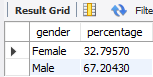 Result Grid Filte
gender percentage
Female 32.79570
Male 67.20430